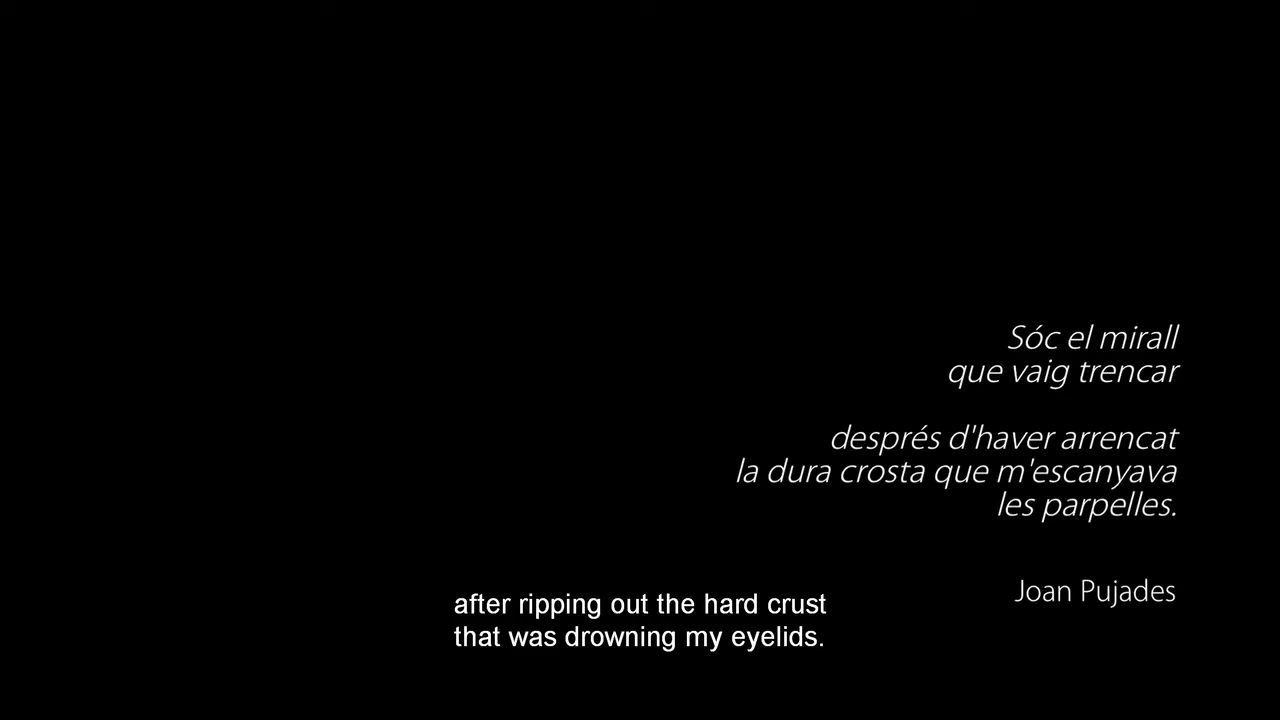 Sóc el mirall
que vaig trencar
després d'haver arrencat
la dura crosta que m'escanyava
les parpelles.
Joan Pujades
after ripping out the hard crust
that was drowning my eyelids.